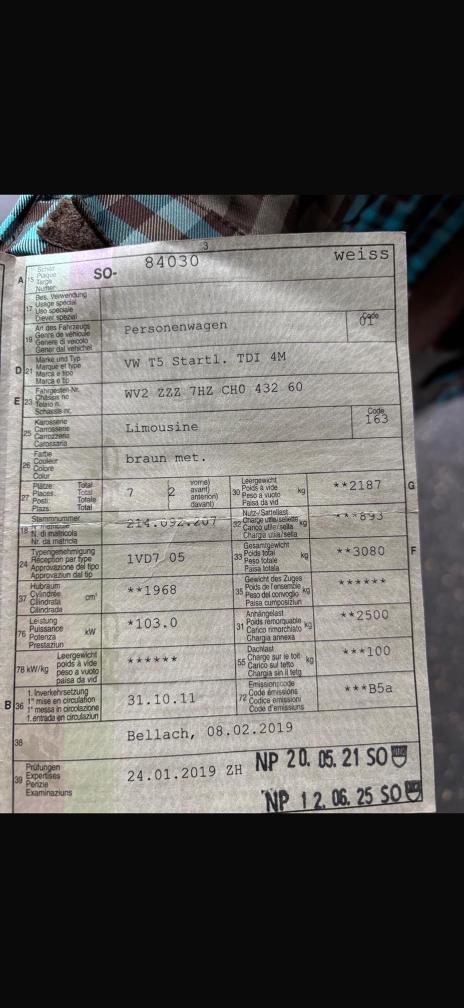 3
A 15 Schild Plaque Targa Numer SO- 84030 weiss
17 Bes. Verwendung Usage spécial Uso speciale Diever spezial
19 Art des Fahrzeugs Genre de véhicule Genere di veicolo Gener dal vehichel Personenwagen Code 01
D 21 Marke und Typ Marque et type Marca e tipo Marca e tip VW T5 Startl. TDI 4M
E 23 Fahrgestell-Nr. Châssis no Telaio n. Schassis nr. WV2 ZZZ 7HZ CH0 432 60
25 Karosserie Carrosserie Carrozzeria Carossaria Limousine Code 163
26 Farbe Couleur Colore Colur braun met.
27 Plätze: Total Places: Total Posti: Totale Plazs: Total 7 2 vorne) avant) anteriori) davant) 30 Leergewicht Poids à vide Peso a vuoto Paisa da vid kg **2187 G
18 Stammnummer N. di matricola Nr. da matricla 214.092.207 32 Nutz-/Sattellast Charge utile/sellette Carico utile/sella Chargia utila/sella kg ***893
24 Typengenehmigung Réception par type Approvazione del tipo Approvaziun dal tip 1VD7 05 33 Gesamtgewicht Poids total Peso totale Paisa totala kg **3080 F
37 Hubraum Cylindrée Cilindrata Cilindrada cm³ **1968 35 Gewicht des Zuges Poids de l'ensemble Peso del convoglio Paisa cumposiziun kg ******
76 Leistung Puissance Potenza Prestaziun kW *103.0 31 Anhängelast Poids remorquable Carico rimorchiato Chargia annexa kg **2500
78 kW/kg Leergewicht poids à vide peso a vuoto paisa da vid ****** 55 Dachlast Charge sur le toit Carico sul tetto Chargia sin il tetg kg ***100
B 36 1. Inverkehrsetzung 1re mise en circulation 1a messa in circolazione 1. entrada en circulaziun 31.10.11 72 Emissionscode Code émissions Codice emissioni Code d'emissiuns ***B5a
38 Bellach, 08.02.2019
39 Prüfungen Expertises Perizie Examinaziuns 24.01.2019 ZH NP 20. 05. 21 SO
NP 12. 06. 25 SO